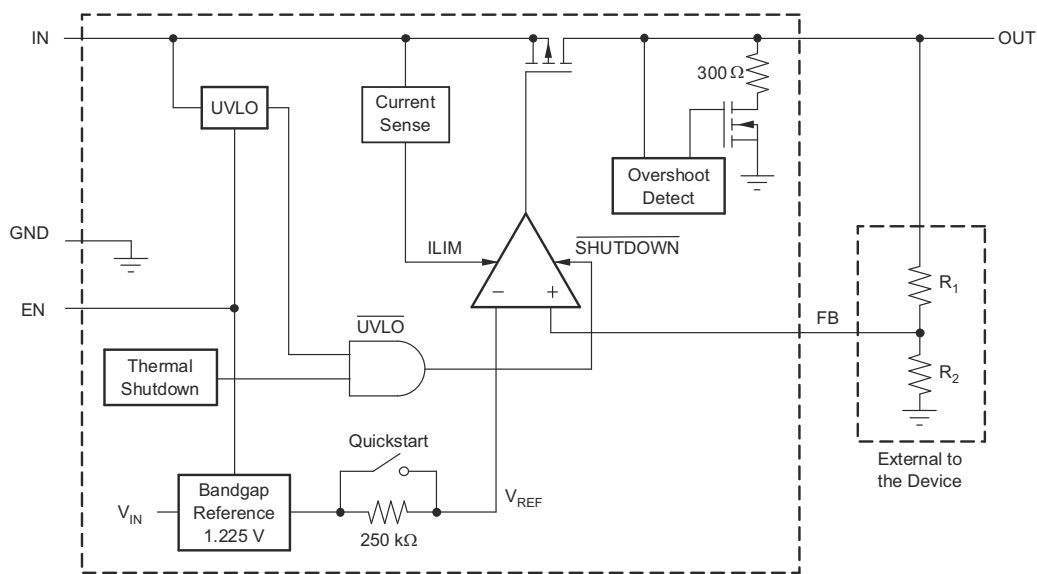 IN
OUT
300 Ω
UVLO
Current
Sense
Overshoot
Detect
GND
ILIM
SHUTDOWN
− +
R1
EN
FB
UVLO
Thermal
Shutdown
R2
Quickstart
External to
the Device
VIN
Bandgap
Reference
1.225 V
VREF
250 kΩ